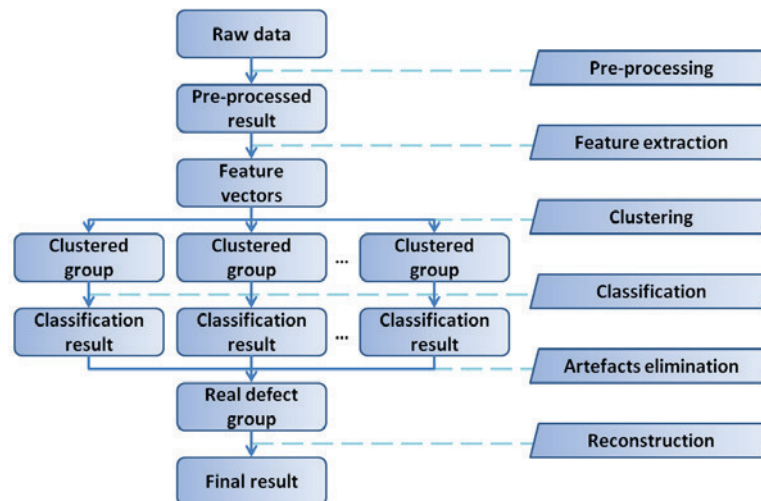 Raw data
Pre-processing
Pre-processed
result
Feature extraction
Feature
vectors
Clustering
Clustered
group
Clustered
group
...
Clustered
group
Classification
Classification
result
Classification
result
...
Classification
result
Artefacts elimination
Real defect
group
Reconstruction
Final result